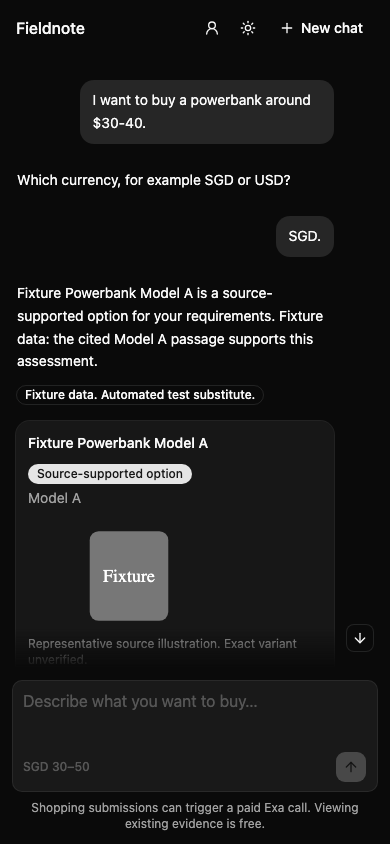 Fieldnote
New chat
I want to buy a powerbank around
$30-40.
Which currency, for example SGD or USD?
SGD.
Fixture Powerbank Model A is a source-
supported option for your requirements. Fixture
data: the cited Model A passage supports this
assessment.
Fixture data. Automated test substitute.
Fixture Powerbank Model A
Source-supported option
Model A
Fixture
Representative source illustration. Exact variant
unverified.
Describe what you want to buy...
SGD 30–50
Shopping submissions can trigger a paid Exa call. Viewing
existing evidence is free.